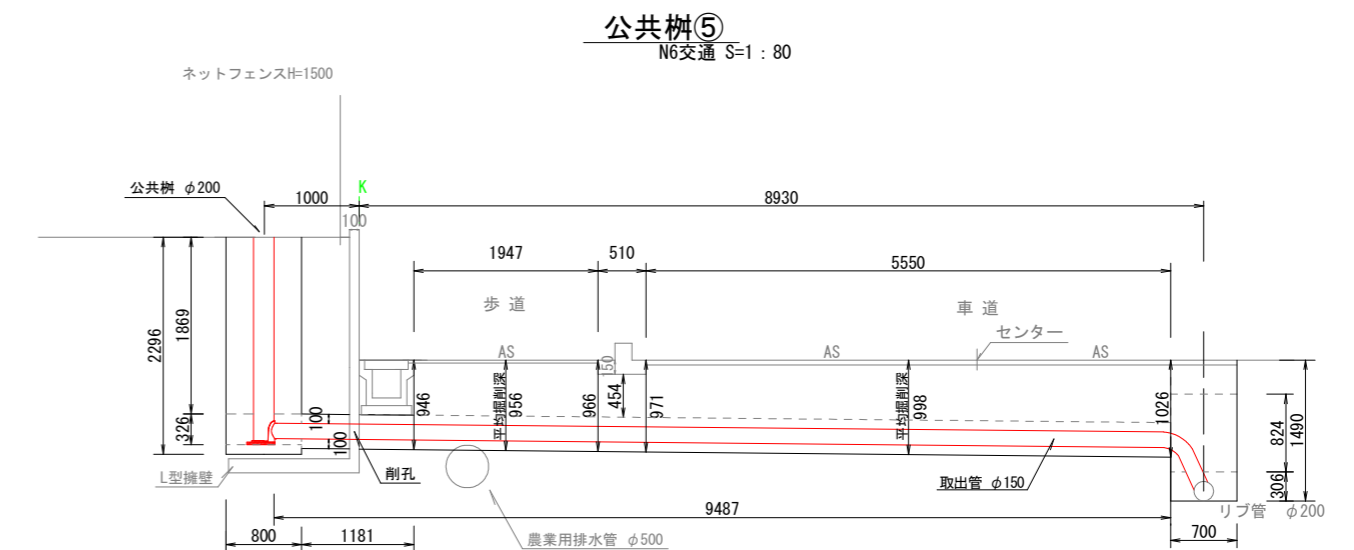 公共桝⑤
N6交通 S=1：80
ネットフェンスH=1500
公共桝 φ200
1000
K
8930
100
1947
510
5550
歩 道
車 道
センター
AS
AS
AS
2296
1869
326
100
100
946
平均掘削深
956
966
150
454
971
平均掘削深
998
1026
824
1490
306
L型擁壁
削孔
取出管 φ150
9487
リブ管 φ200
農業用排水管 φ500
800
1181
700